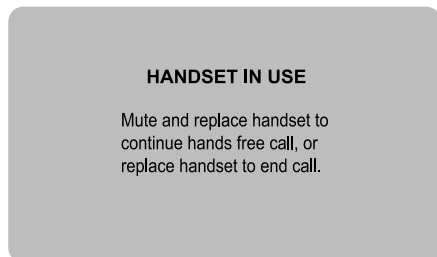 HANDSET IN USE
Mute and replace handset to
continue hands free call, or
replace handset to end call.